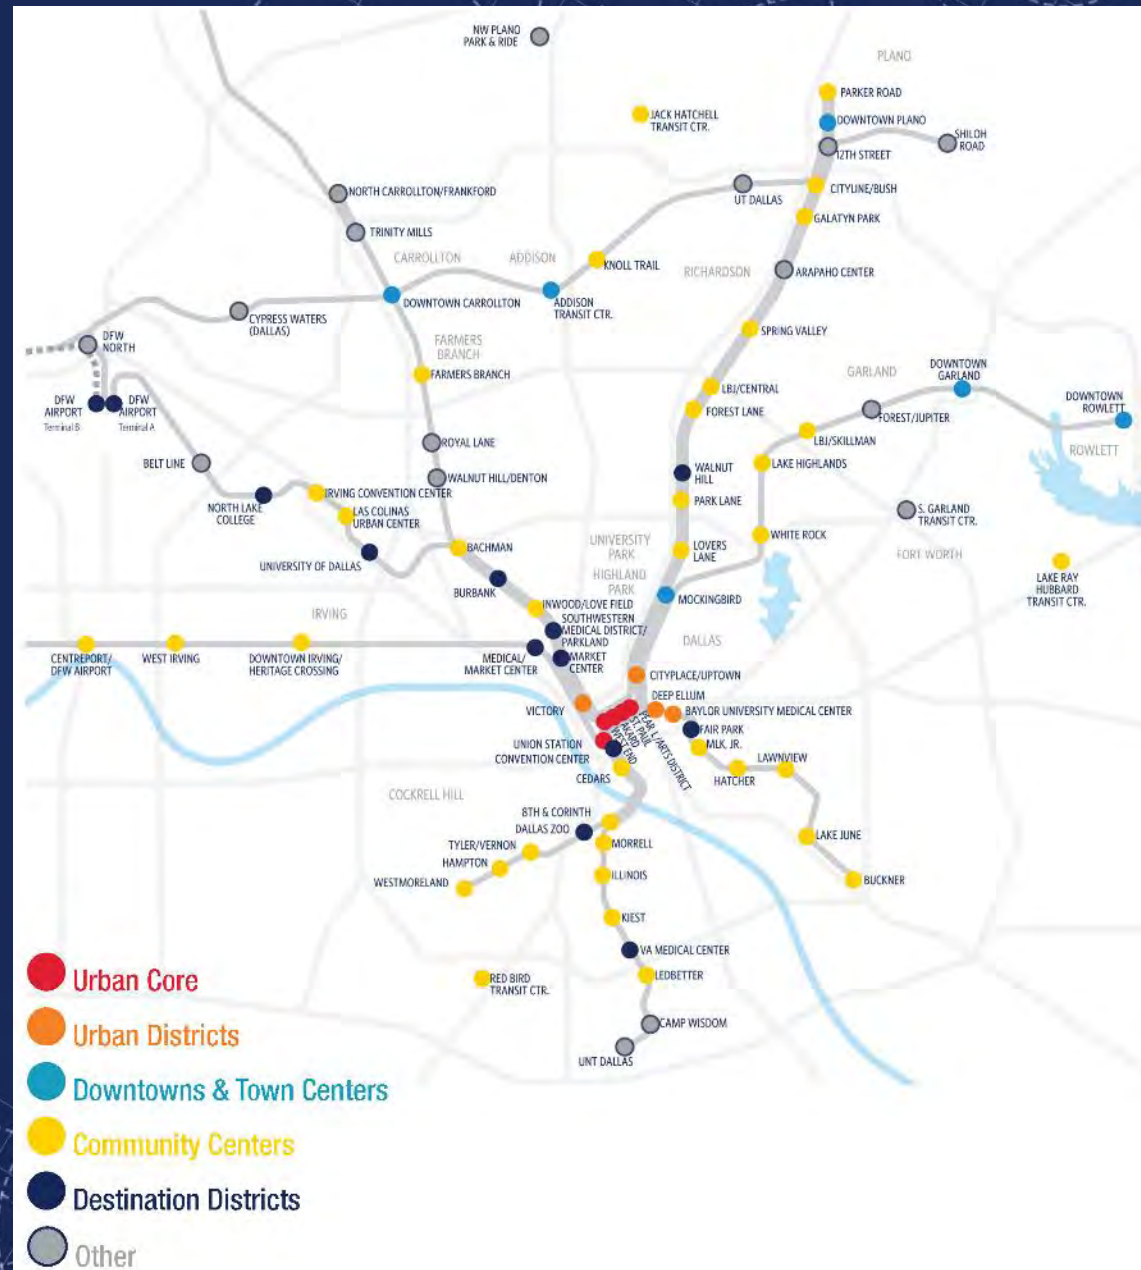 NW PLANO
PARK & RIDE
PLANO
PARKER ROAD
JACK HATCHELL
TRANSIT CTR.
DOWNTOWN PLANO
SHILOH
ROAD
12TH STREET
NORTH CARROLLTON/FRANKFORD
UT DALLAS
CITYLINE/BUSH
GALATYN PARK
TRINITY MILLS
CARROLLTON
ADDISON
KNOLL TRAIL
RICHARDSON
ARAPAHO CENTER
DOWNTOWN CARROLLTON
ADDISON
TRANSIT CTR.
CYPRESS WATERS
(DALLAS)
DFW
NORTH
FARMERS
BRANCH
SPRING VALLEY
FARMERS BRANCH
GARLAND
DOWNTOWN
GARLAND
LBJ/CENTRAL
DOWNTOWN
ROWLETT
DFW
AIRPORT
Terminal B
DFW
AIRPORT
Terminal A
FOREST LANE
FOREST/JUPITER
LBJ/SKILLMAN
ROYAL LANE
ROWLETT
BELT LINE
WALNUT
HILL
LAKE HIGHLANDS
WALNUT HILL/DENTON
IRVING CONVENTION CENTER
NORTH LAKE
COLLEGE
LAS COLINAS
URBAN CENTER
PARK LANE
S. GARLAND
TRANSIT CTR.
WHITE ROCK
UNIVERSITY
PARK
LOVERS
LANE
FORT WORTH
BACHMAN
UNIVERSITY OF DALLAS
HIGHLAND
PARK
LAKE RAY
HUBBARD
TRANSIT CTR.
BURBANK
MOCKINGBIRD
INWOOD/LOVE FIELD
IRVING
SOUTHWESTERN
MEDICAL DISTRICT/
PARKLAND
DALLAS
CENTREPORT/
DFW AIRPORT
WEST IRVING
DOWNTOWN IRVING/
HERITAGE CROSSING
MEDICAL/
MARKET CENTER
MARKET
CENTER
CITYPLACE/UPTOWN
DEEP ELLUM
VICTORY
BAYLOR UNIVERSITY MEDICAL CENTER
PEARL/ARTS DISTRICT
ST. PAUL
AKARD
WEST END
FAIR PARK
UNION STATION
MLK, JR.
CONVENTION CENTER
LAWNVIEW
CEDARS
HATCHER
COCKRELL HILL
8TH & CORINTH
DALLAS ZOO
LAKE JUNE
TYLER/VERNON
MORRELL
HAMPTON
WESTMORELAND
ILLINOIS
BUCKNER
KIEST
VA MEDICAL CENTER
LEDBETTER
RED BIRD
TRANSIT CTR.
CAMP WISDOM
UNT DALLAS
Urban Core
Urban Districts
Downtowns & Town Centers
Community Centers
Destination Districts
Other